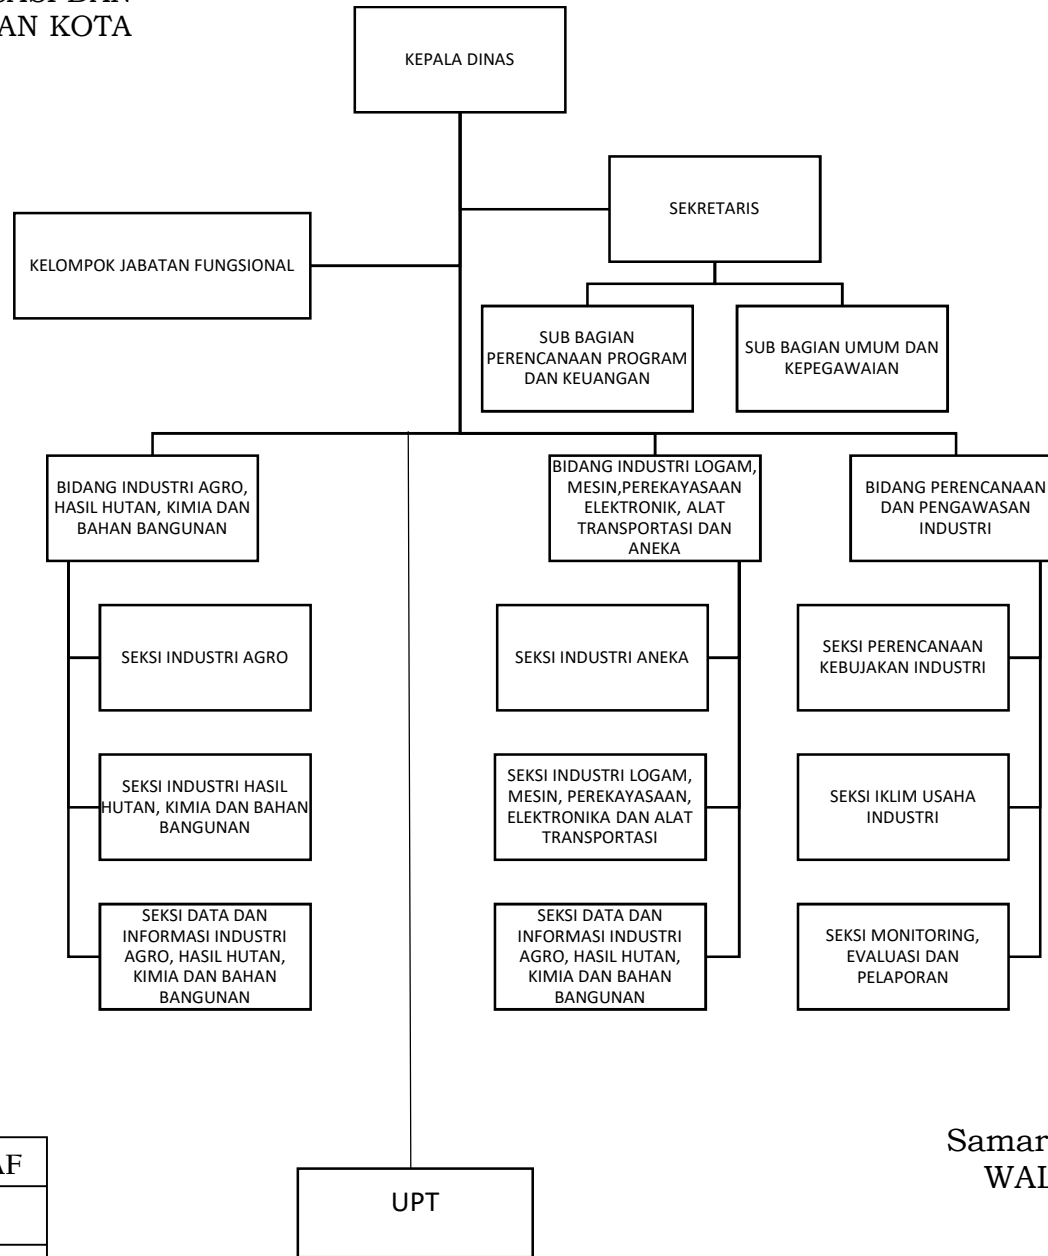 AN KOTA
KEPALA DINAS
SEKRETARIS
KELOMPOK JABATAN FUNGSIONAL
SUB BAGIAN
PERENCANAAN PROGRAM
DAN KEUANGAN
SUB BAGIAN UMUM DAN
KEPEGAWAIAN
BIDANG INDUSTRI AGRO,
HASIL HUTAN, KIMIA DAN
BAHAN BANGUNAN
BIDANG INDUSTRI LOGAM,
MESIN,PEREKAYASAAN
ELEKTRONIK, ALAT
TRANSPORTASI DAN
ANEKA
BIDANG PERENCANAAN
DAN PENGAWASAN
INDUSTRI
SEKSI INDUSTRI AGRO
SEKSI INDUSTRI ANEKA
SEKSI PERENCANAAN
KEBUJAKAN INDUSTRI
SEKSI INDUSTRI HASIL
HUTAN, KIMIA DAN BAHAN
BANGUNAN
SEKSI INDUSTRI LOGAM,
MESIN, PEREKAYASAAN,
ELEKTRONIKA DAN ALAT
TRANSPORTASI
SEKSI IKLIM USAHA
INDUSTRI
SEKSI DATA DAN
INFORMASI INDUSTRI
AGRO, HASIL HUTAN,
KIMIA DAN BAHAN
BANGUNAN
SEKSI DATA DAN
INFORMASI INDUSTRI
AGRO, HASIL HUTAN,
KIMIA DAN BAHAN
BANGUNAN
SEKSI MONITORING,
EVALUASI DAN
PELAPORAN
AF
Samar
WAL
UPT